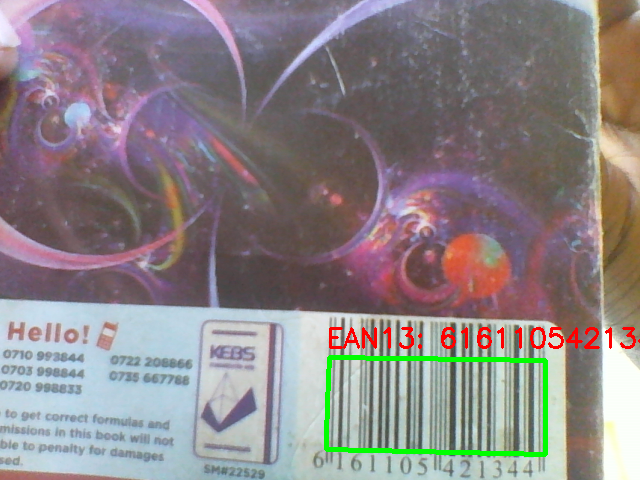 Hello!
0710 993844 0722 208866
0703 998844 0735 667788
0720 998833
to get correct formulas and
missions in this book will not
ble to penalty for damages
sed.
KEBS
SM#22529
EAN13: 616110542134
6 161105 421344